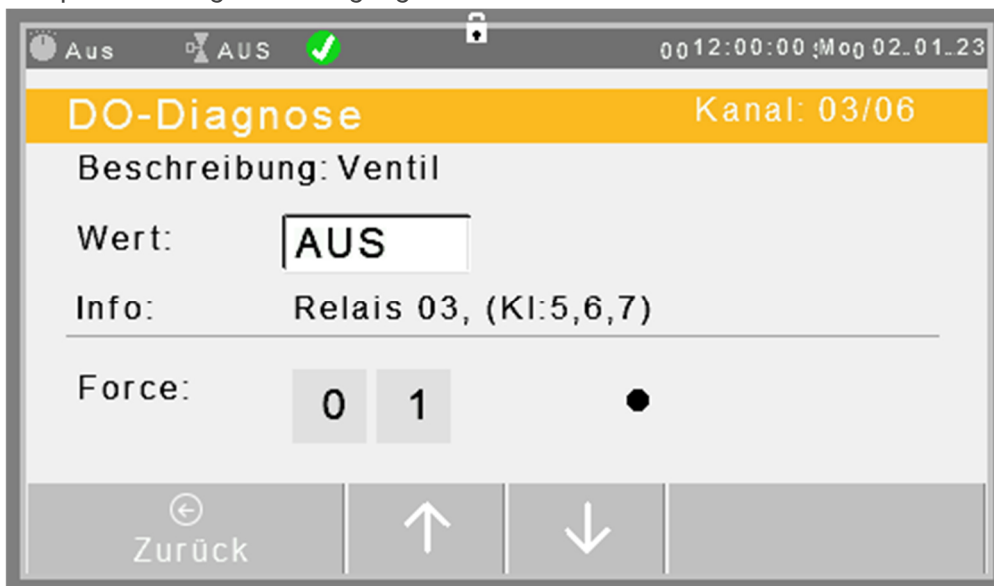 Aus AUS 0012:00:00 Mo 02.01.23
DO-Diagnose Kanal: 03/06
Beschreibung: Ventil
Wert: AUS
Info: Relais 03, (Kl:5,6,7)
Force: 0 1
Zurück